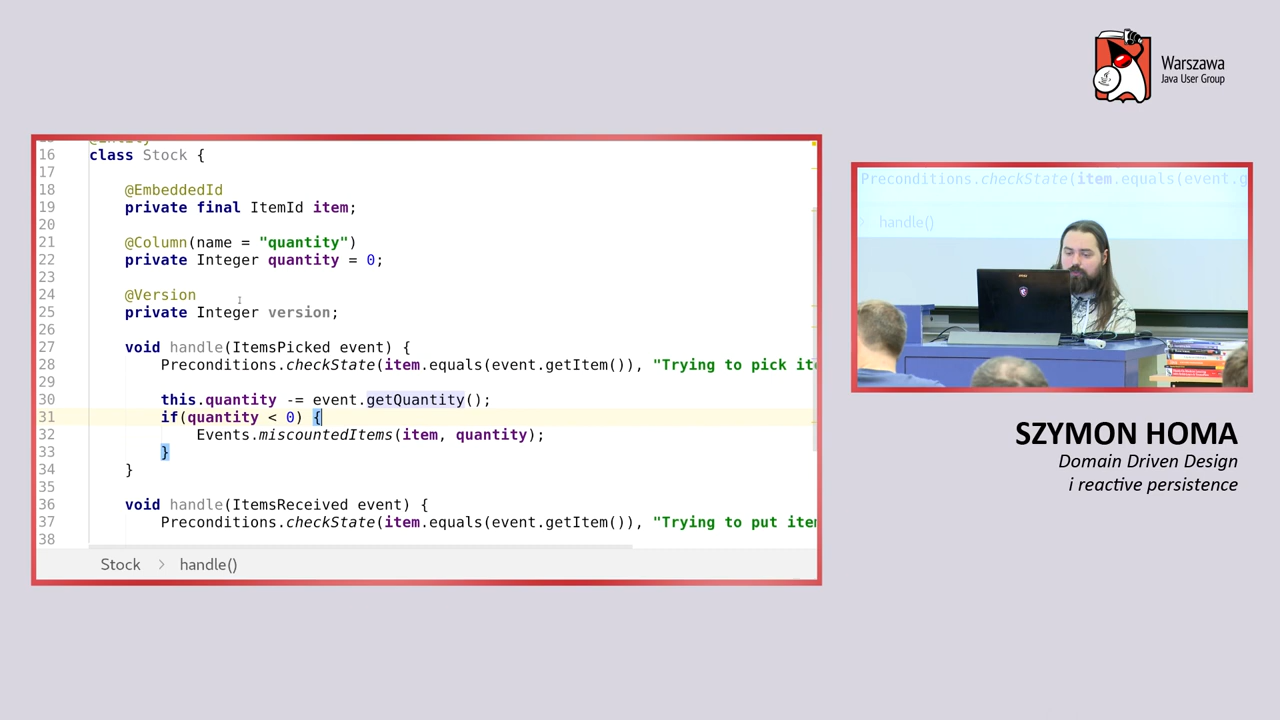 Warszawa
Java User Group
16 class Stock {
17
18 @EmbeddedId
19 private final ItemId item;
20
21 @Column(name = "quantity")
22 private Integer quantity = 0;
23
24 @Version
25 private Integer version;
26
27 void handle(ItemsPicked event) {
28 Preconditions.checkState(item.equals(event.getItem()), "Trying to pick it
29
30 this.quantity -= event.getQuantity();
31 if(quantity < 0) {
32 Events.miscountedItems(item, quantity);
33 }
34 }
35
36 void handle(ItemsReceived event) {
37 Preconditions.checkState(item.equals(event.getItem()), "Trying to put item
38
Stock > handle()
Preconditions.checkState(item.equals(event.g
> handle()
SZYMON HOMA
Domain Driven Design
i reactive persistence